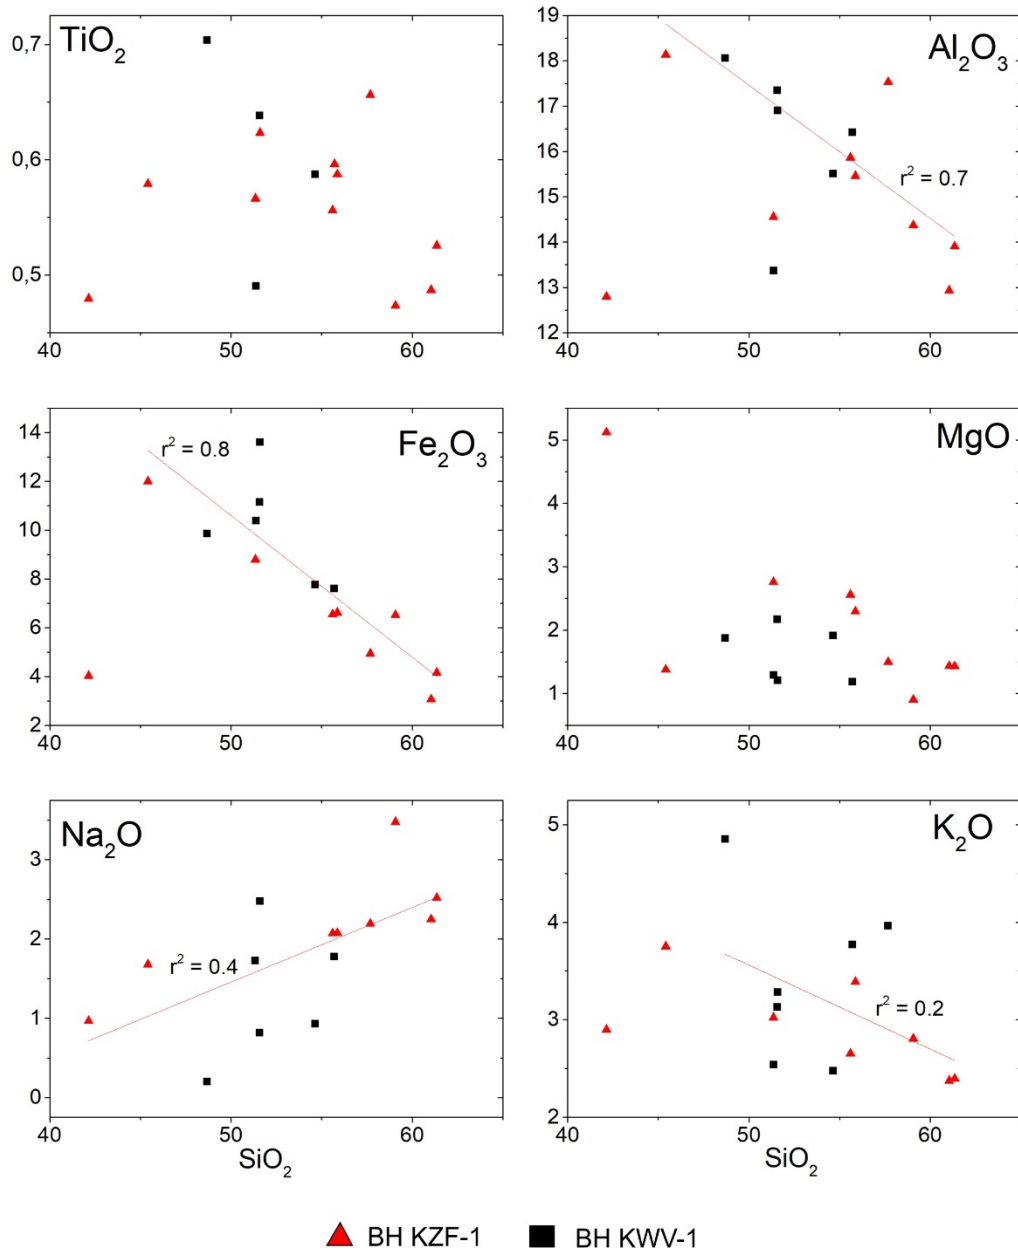 TiO₂
0,7
0,6
0,5
40 50 60
Al₂O₃
19
18
17
16
15
14
13
12
r² = 0.7
40 50 60
Fe₂O₃
14
12
10
8
6
4
2
r² = 0.8
40 50 60
MgO
5
4
3
2
1
40 50 60
Na₂O
3
2
1
0
r² = 0.4
40 50 60
SiO₂
K₂O
5
4
3
2
r² = 0.2
40 50 60
SiO₂
BH KZF-1 BH KWV-1